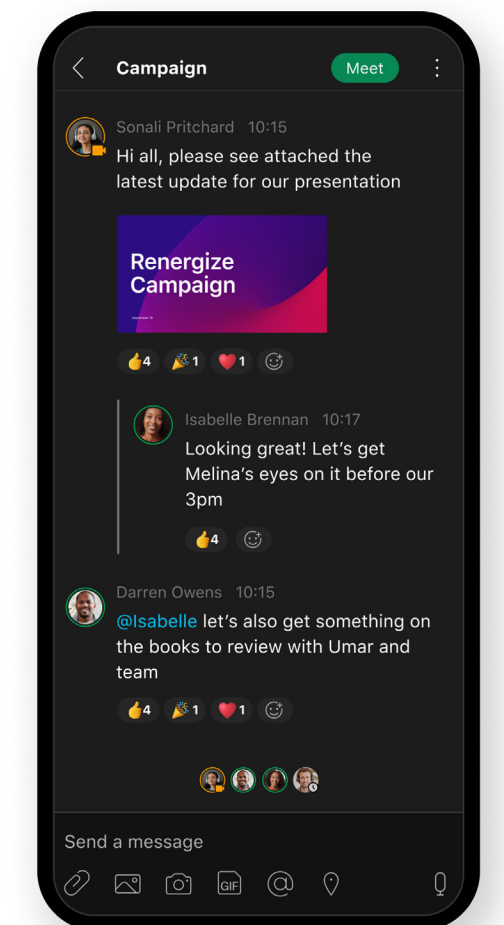 Campaign
Meet
Sonali Pritchard 10:15
Hi all, please see attached the
latest update for our presentation
Renergize
Campaign
4 1 1
Isabelle Brennan 10:17
Looking great! Let’s get
Melina’s eyes on it before our
3pm
4
Darren Owens 10:15
@Isabelle let’s also get something on
the books to review with Umar and
team
4 1 1
Send a message
GIF